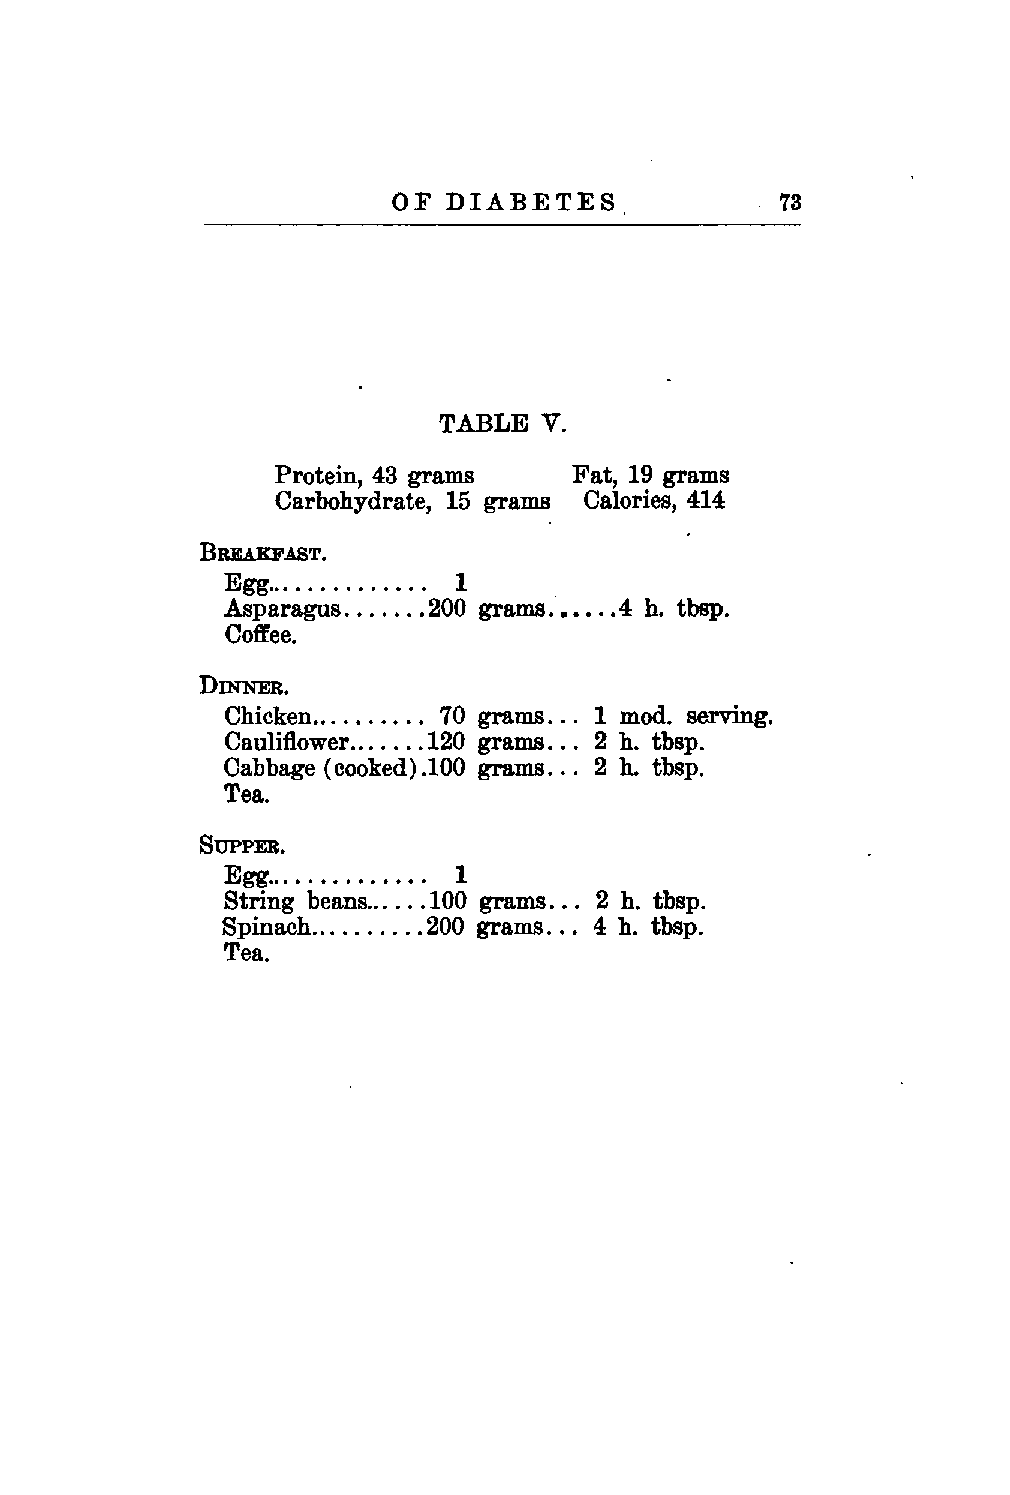 OF DIABETES 73
TABLE V.
Protein, 43 grams Fat, 19 grams
Carbohydrate, 15 grams Calories, 414
BREAKFAST.
Egg.............. 1
Asparagus.......200 grams......4 h. tbsp.
Coffee.
DINNER.
Chicken.......... 70 grams... 1 mod. serving.
Cauliflower.......120 grams... 2 h. tbsp.
Cabbage (cooked).100 grams... 2 h. tbsp.
Tea.
SUPPER.
Egg.............. 1
String beans......100 grams... 2 h. tbsp.
Spinach..........200 grams... 4 h. tbsp.
Tea.